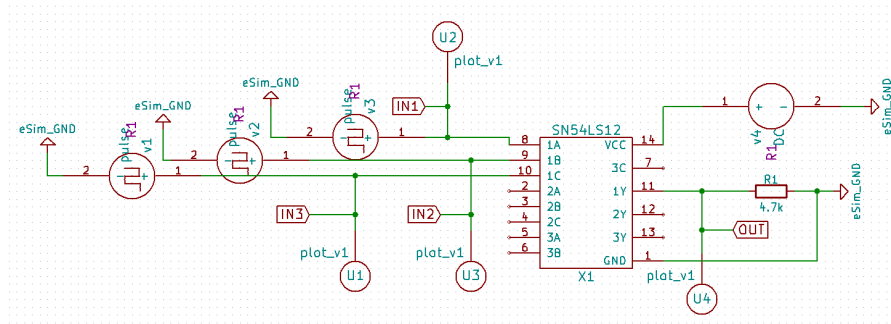 U2
plot_v1
eSim_GND
eSim_GND
eSim_GND
pulse
R1
v1
2
1
pulse
R1
v2
2
1
pulse
R1
v3
2
1
IN1
IN3
IN2
plot_v1
U1
plot_v1
U3
SN54LS12
8 1A
9 1B
10 1C
2 2A
3 2B
4 2C
5 3A
6 3B
VCC 14
3C 7
1Y 11
2Y 12
3Y 13
GND 1
X1
1
+ -
2
v4
DC
R1
eSim_GND
R1
4.7k
eSim_GND
OUT
plot_v1
U4